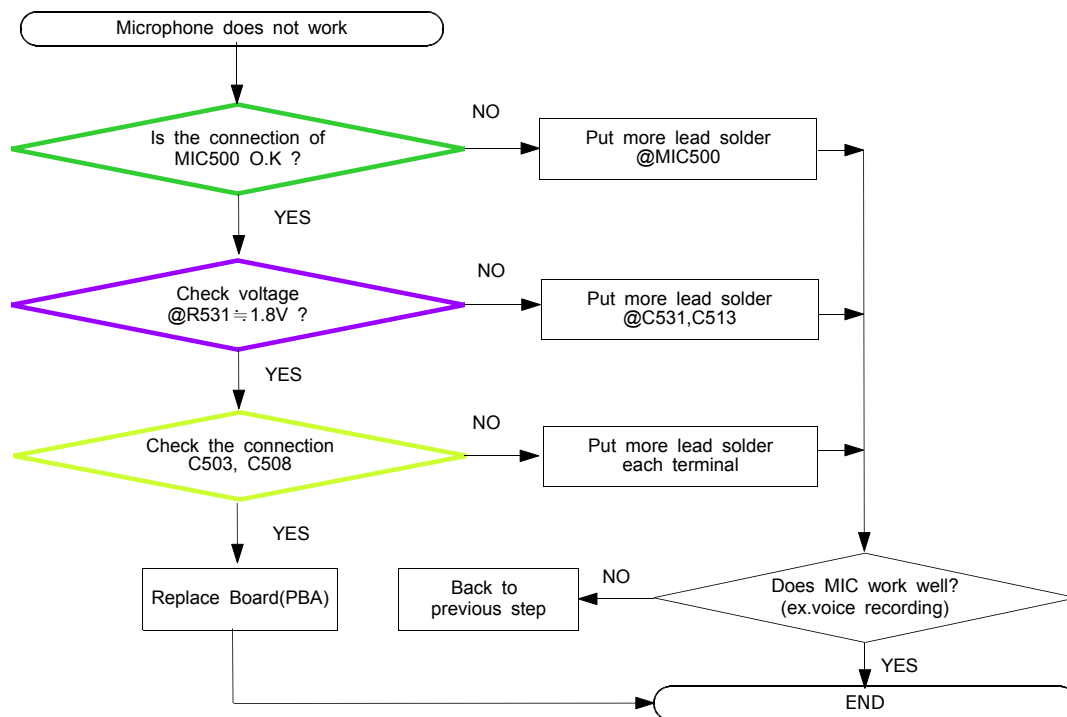 Microphone does not work
Is the connection of
MIC500 O.K ?
NO
Put more lead solder
@MIC500
YES
Check voltage
@R531≒1.8V ?
NO
Put more lead solder
@C531,C513
YES
Check the connection
C503, C508
NO
Put more lead solder
each terminal
YES
Replace Board(PBA)
Back to
previous step
NO
Does MIC work well?
(ex.voice recording)
YES
END